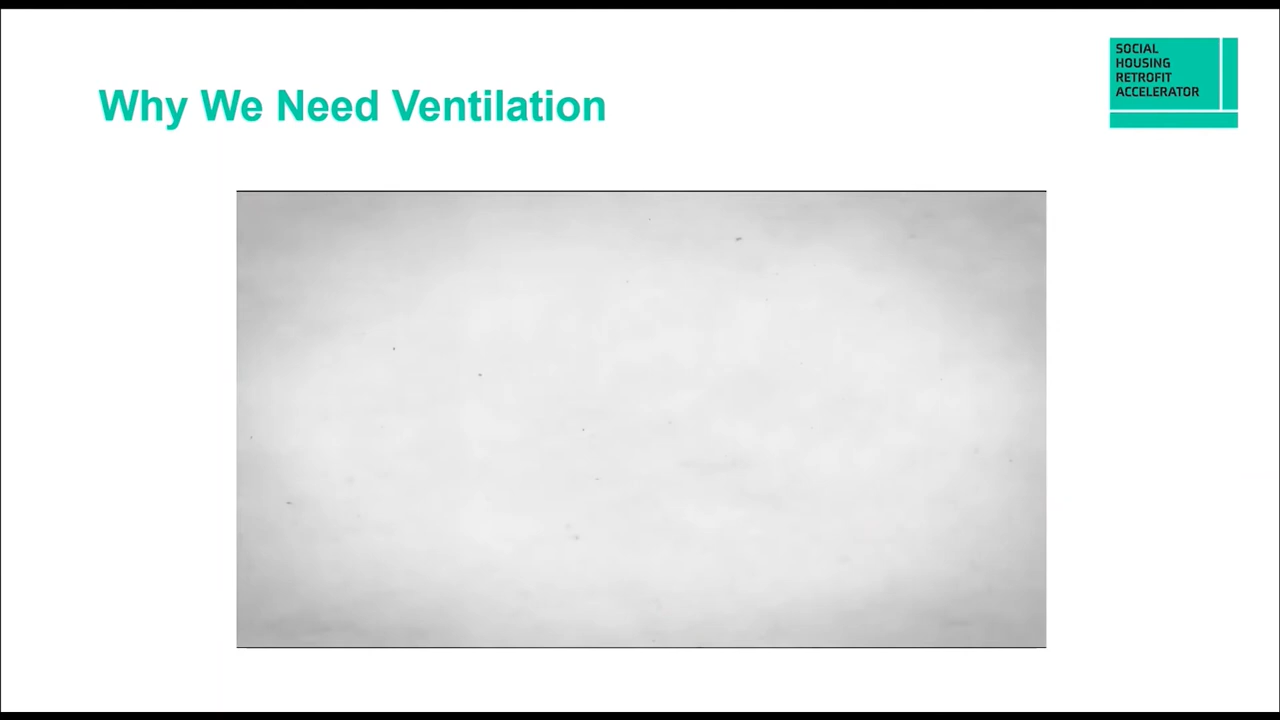 Why We Need Ventilation
SOCIAL
HOUSING
RETROFIT
ACCELERATOR